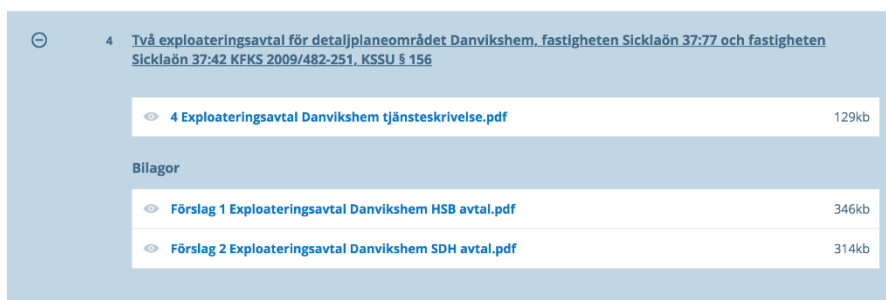 4 Två exploateringsavtal för detaljplaneområdet Danvikshem, fastigheten Sicklaön 37:77 och fastigheten
Sicklaön 37:42 KFKS 2009/482-251, KSSU § 156
4 Exploateringsavtal Danvikshem tjänsteskrivelse.pdf 129kb
Bilagor
Förslag 1 Exploateringsavtal Danvikshem HSB avtal.pdf 346kb
Förslag 2 Exploateringsavtal Danvikshem SDH avtal.pdf 314kb